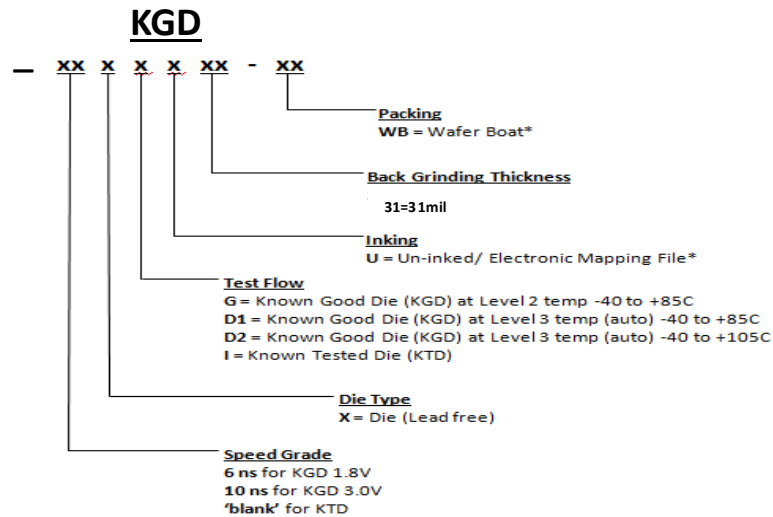 KGD
– xx x x x xx - xx
Packing
WB = Wafer Boat*
Back Grinding Thickness
31=31mil
Inking
U = Un-inked/ Electronic Mapping File*
Test Flow
G = Known Good Die (KGD) at Level 2 temp -40 to +85C
D1 = Known Good Die (KGD) at Level 3 temp (auto) -40 to +85C
D2 = Known Good Die (KGD) at Level 3 temp (auto) -40 to +105C
I = Known Tested Die (KTD)
Die Type
X = Die (Lead free)
Speed Grade
6 ns for KGD 1.8V
10 ns for KGD 3.0V
‘blank’ for KTD